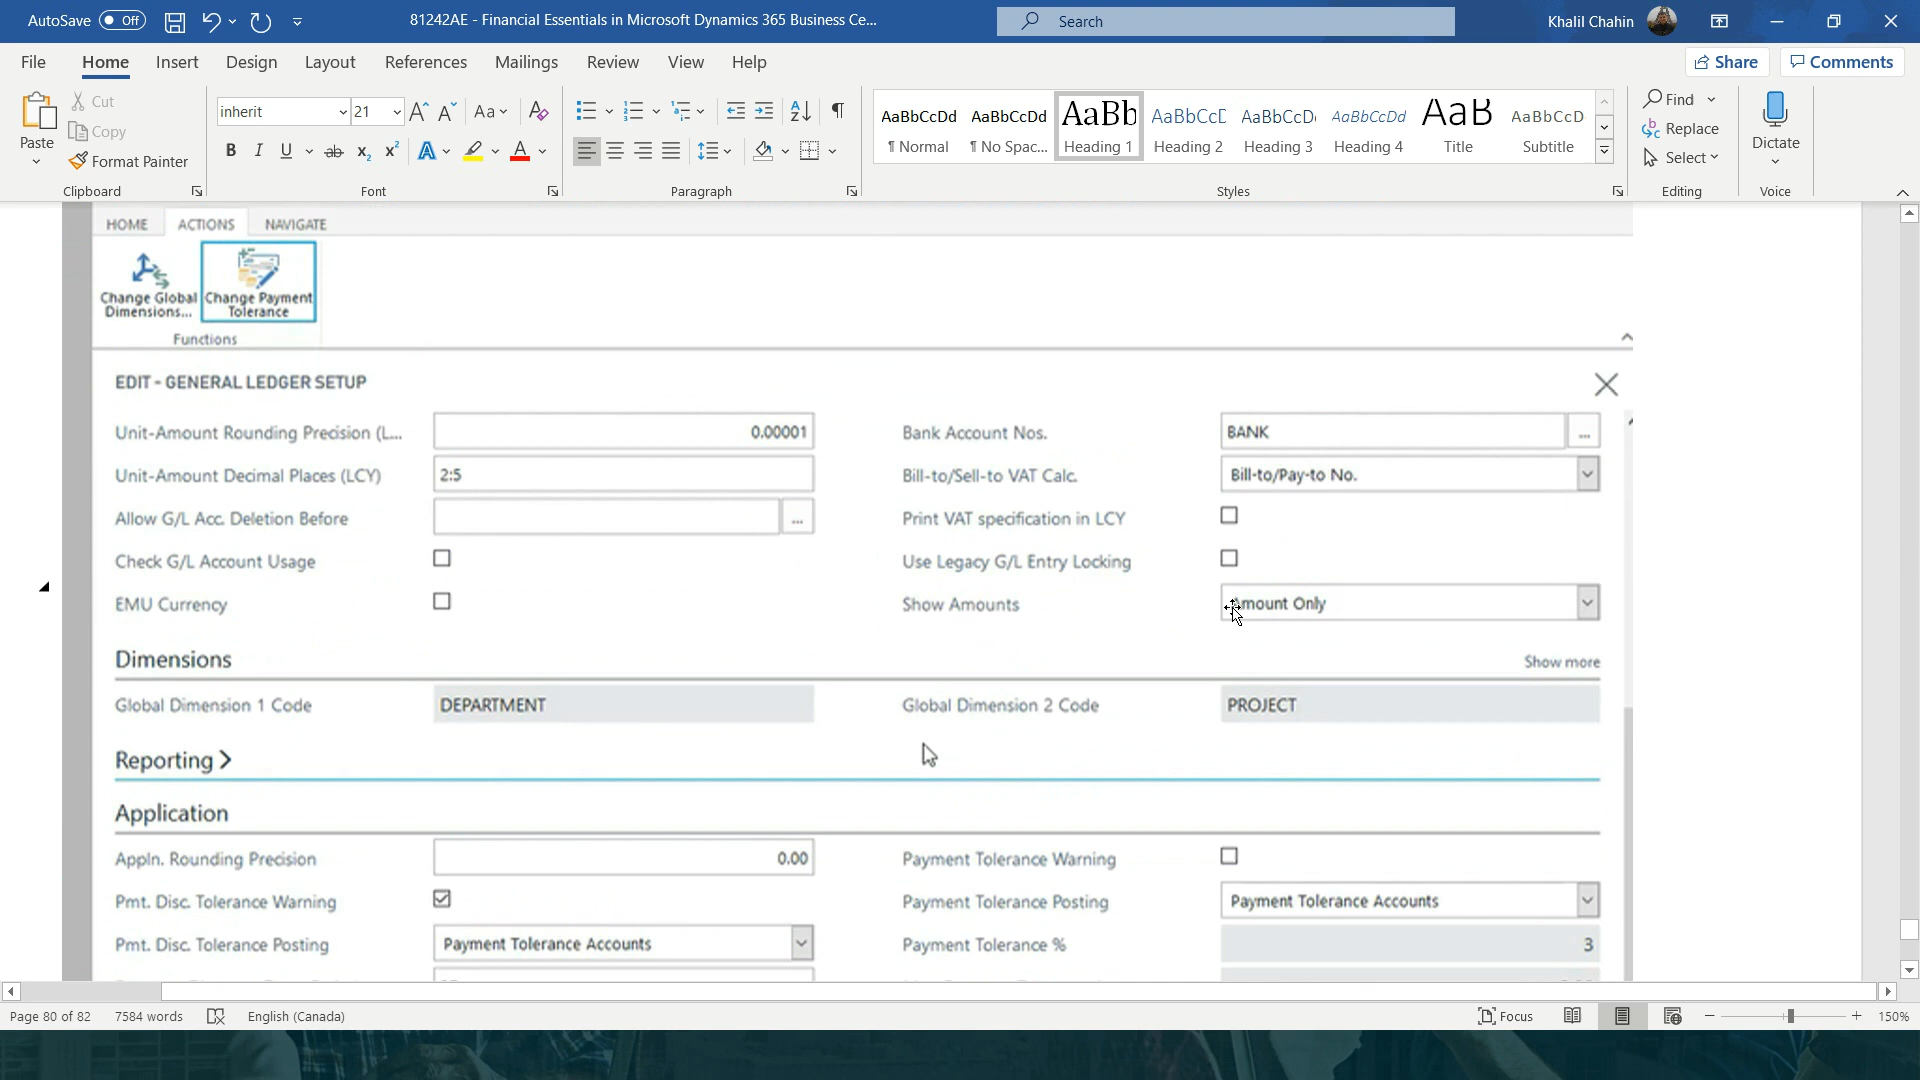 AutoSave Off
81242AE - Financial Essentials in Microsoft Dynamics 365 Business Ce...
Search
Khalil Chahin
File Home Insert Design Layout References Mailings Review View Help
Share Comments
Paste
Cut
Copy
Format Painter
Clipboard
inherit 21
Font
Paragraph
AaBbCcDd AaBbCcDd AaBb AaBbCcD AaBbCcD AaBbCcDd AaB AaBbCcD
¶ Normal ¶ No Spac... Heading 1 Heading 2 Heading 3 Heading 4 Title Subtitle
Styles
Find
Replace
Select
Editing
Dictate
Voice
HOME ACTIONS NAVIGATE
Change Global Dimensions...
Change Payment Tolerance
Functions
EDIT - GENERAL LEDGER SETUP
Unit-Amount Rounding Precision (L... 0.00001 Bank Account Nos. BANK ...
Unit-Amount Decimal Places (LCY) 2:5 Bill-to/Sell-to VAT Calc. Bill-to/Pay-to No.
Allow G/L Acc. Deletion Before ... Print VAT specification in LCY
Check G/L Account Usage Use Legacy G/L Entry Locking
EMU Currency Show Amounts Amount Only
Dimensions Show more
Global Dimension 1 Code DEPARTMENT Global Dimension 2 Code PROJECT
Reporting >
Application
Appln. Rounding Precision 0.00 Payment Tolerance Warning
Pmt. Disc. Tolerance Warning Payment Tolerance Posting Payment Tolerance Accounts
Pmt. Disc. Tolerance Posting Payment Tolerance Accounts Payment Tolerance % 3
Page 80 of 82 7584 words English (Canada) Focus 150%